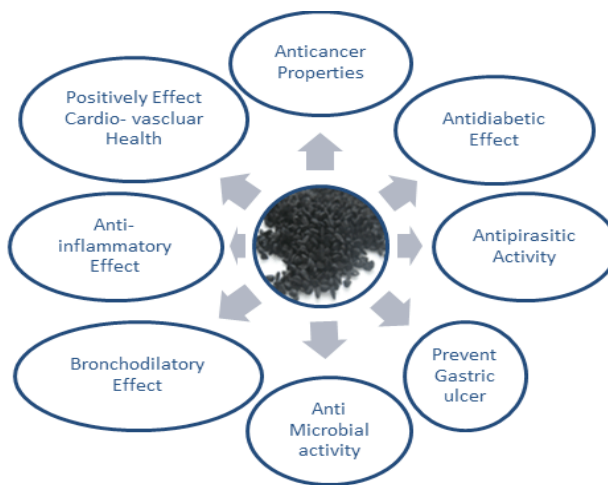 Anticancer
Properties
Positively Effect
Cardio- vascluar
Health
Antidiabetic
Effect
Anti-
inflammatory
Effect
Antipirasitic
Activity
Bronchodilatory
Effect
Prevent
Gastric
ulcer
Anti
Microbial
activity